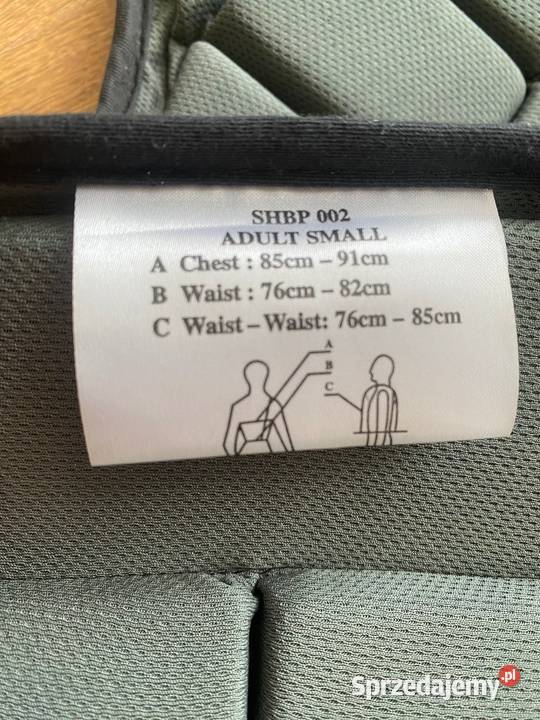 SHBP 002
ADULT SMALL
A Chest : 85cm – 91cm
B Waist : 76cm – 82cm
C Waist – Waist: 76cm – 85cm
A
B
C
Sprzedajemy.pl